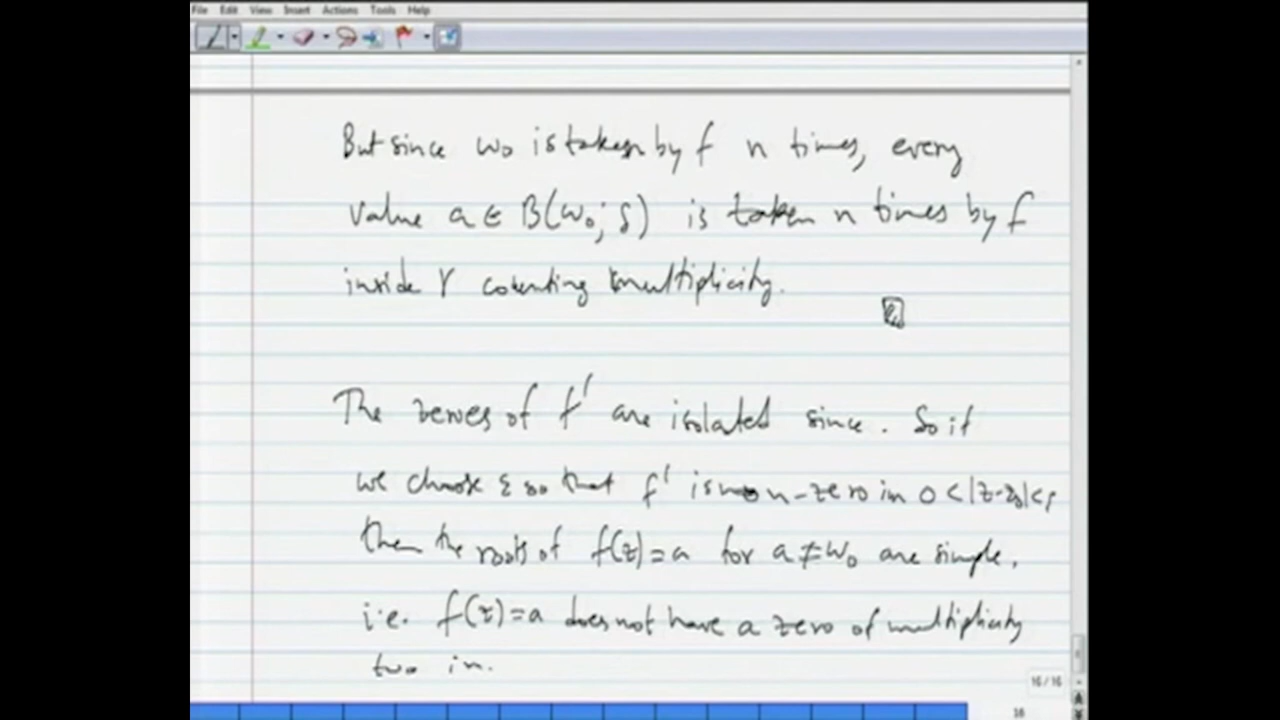 File Edit View Insert Actions Tools Help
But since w₀ is taken by f n times, every
value a ∈ B(w₀; δ) is taken n times by f
inside γ counting multiplicity.
The zeroes of f′ are isolated since. So if
we choose ε so that f′ is non-zero in 0<|z-z₀|<
then the roots of f(z)=a for a≠w₀ are simple.
i.e. f(z)=a does not have a zero of multiplicity
two in.
16/16
16